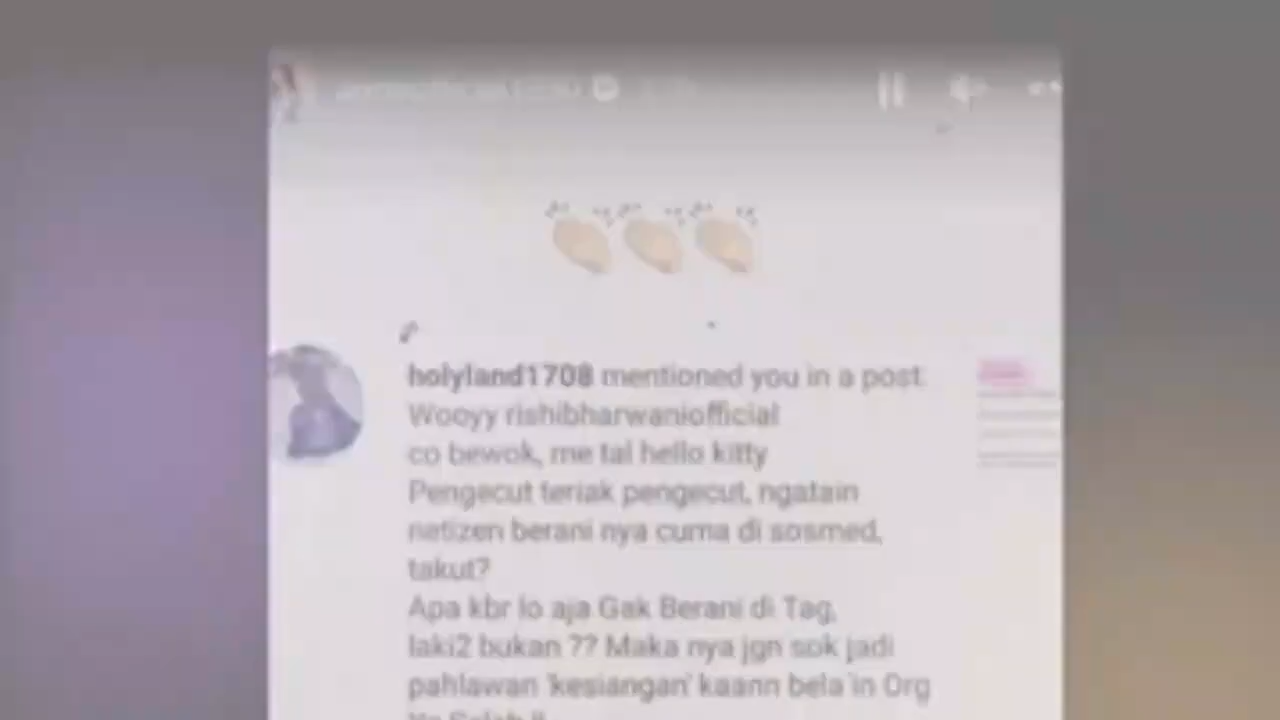 holyland1708 mentioned you in a post:
Wooyy rishibharwaniofficial
co bewok, me tal hello kitty
Pengecut teriak pengecut, ngatain
netizen berani nya cuma di sosmed,
takut?
Apa kbr lo aja Gak Berani di Tag,
laki2 bukan ?? Maka nya jgn sok jadi
pahlawan 'kesiangan' kaann bela in Org